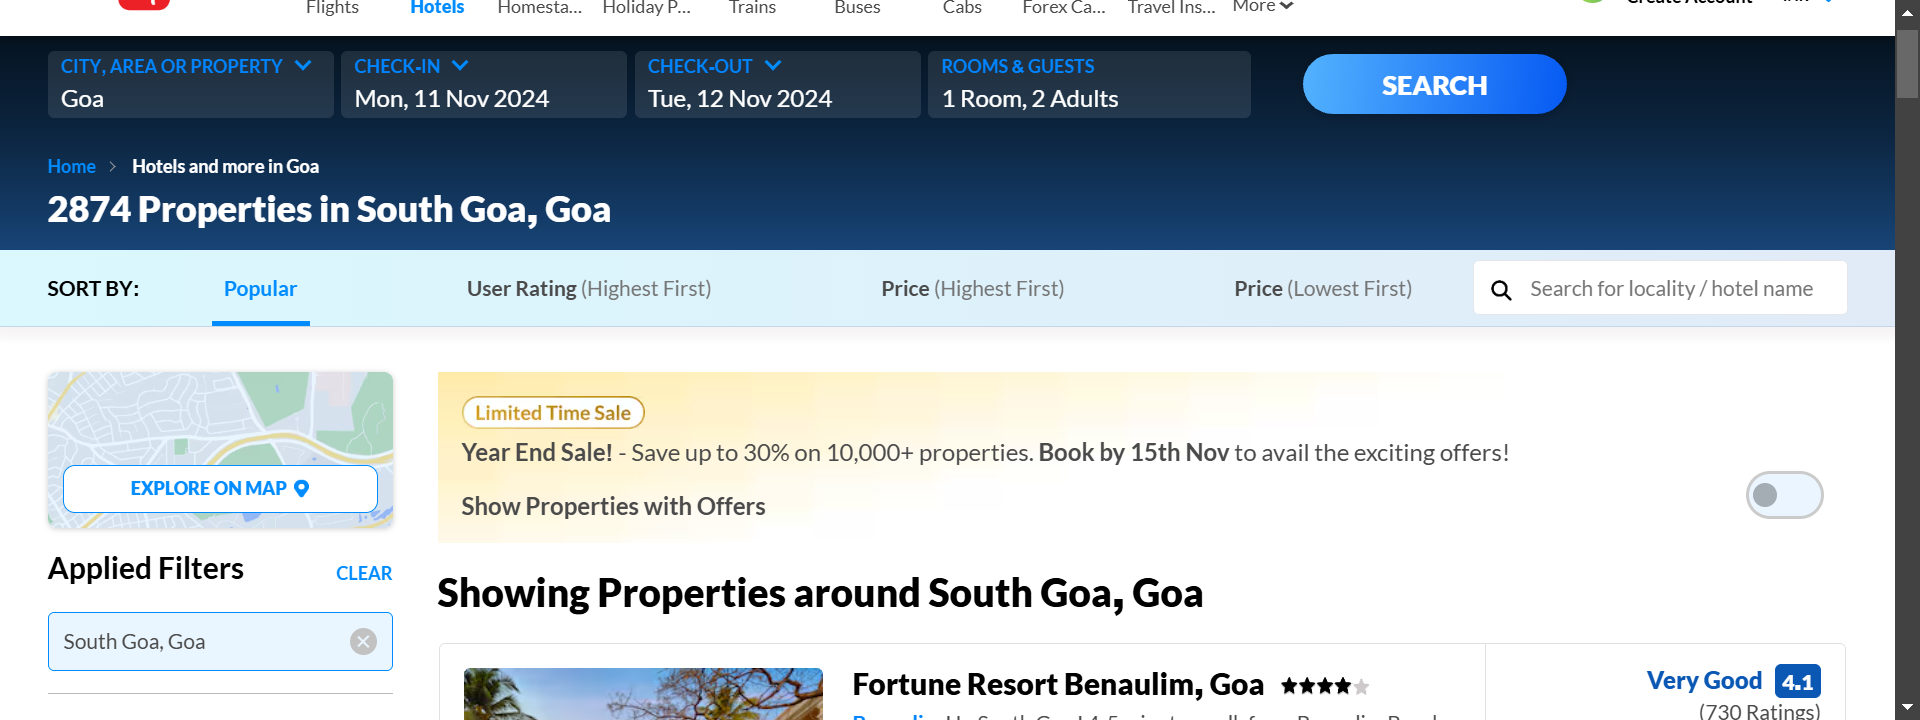 Flights Hotels Homesta... Holiday P... Trains Buses Cabs Forex Ca... Travel Ins... More
Create Account
CITY, AREA OR PROPERTY CHECK-IN CHECK-OUT ROOMS & GUESTS
Goa Mon, 11 Nov 2024 Tue, 12 Nov 2024 1 Room, 2 Adults
SEARCH
Home Hotels and more in Goa
2874 Properties in South Goa, Goa
SORT BY: Popular User Rating (Highest First) Price (Highest First) Price (Lowest First) Search for locality / hotel name
Limited Time Sale
Year End Sale! - Save up to 30% on 10,000+ properties. Book by 15th Nov to avail the exciting offers!
Show Properties with Offers
EXPLORE ON MAP
Applied Filters CLEAR
South Goa, Goa
Showing Properties around South Goa, Goa
Fortune Resort Benaulim, Goa
Very Good 4.1
(730 Ratings)